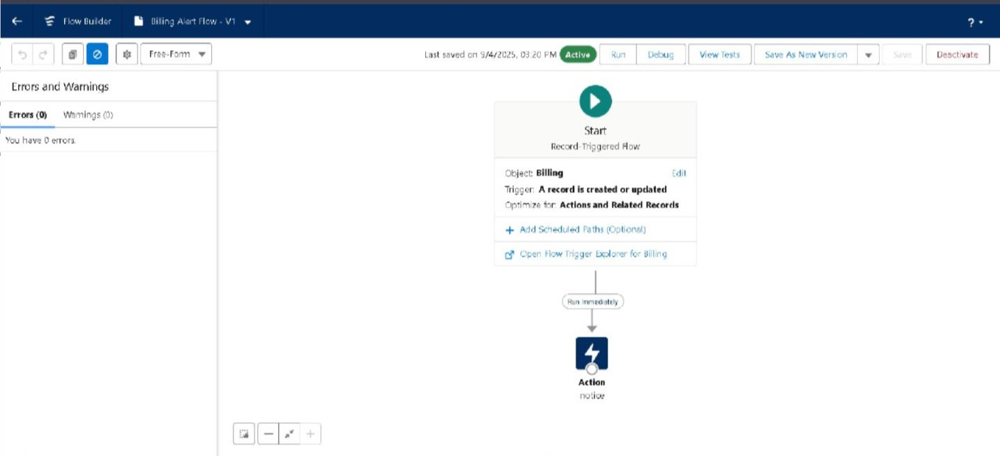 Flow Builder
Billing Alert Flow - V1
? 
Free-Form
Last saved on 9/4/2025, 03:20 PM
Active
Run
Debug
View Tests
Save As New Version
Save
Deactivate
Errors and Warnings
Errors (0)
Warnings (0)
You have 0 errors.
Start
Record-Triggered Flow
Object: Billing
Edit
Trigger: A record is created or updated
Optimize for: Actions and Related Records
+ Add Scheduled Paths (Optional)
Open Flow Trigger Explorer for Billing
Run Immediately
Action
notice